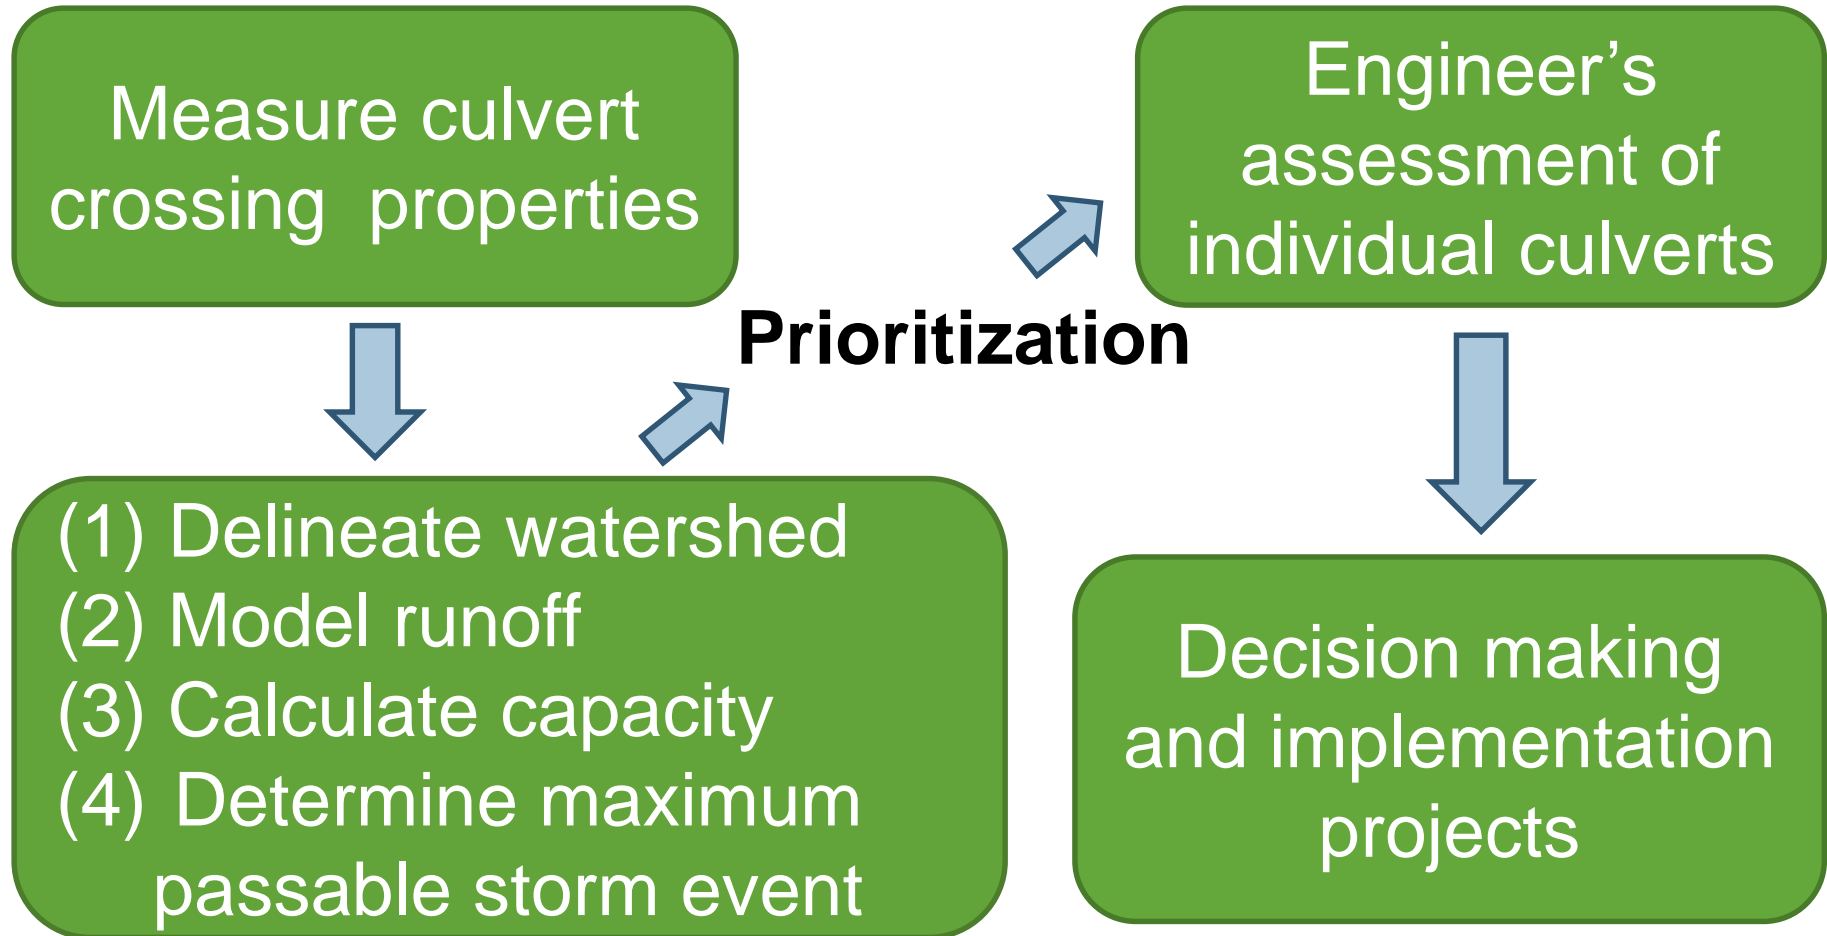 Measure culvert
crossing  properties
(1) Delineate watershed
(2) Model runoff
(3) Calculate capacity
(4) Determine maximum
passable storm event
Prioritization
Engineer’s
assessment of
individual culverts
Decision making
and implementation
projects